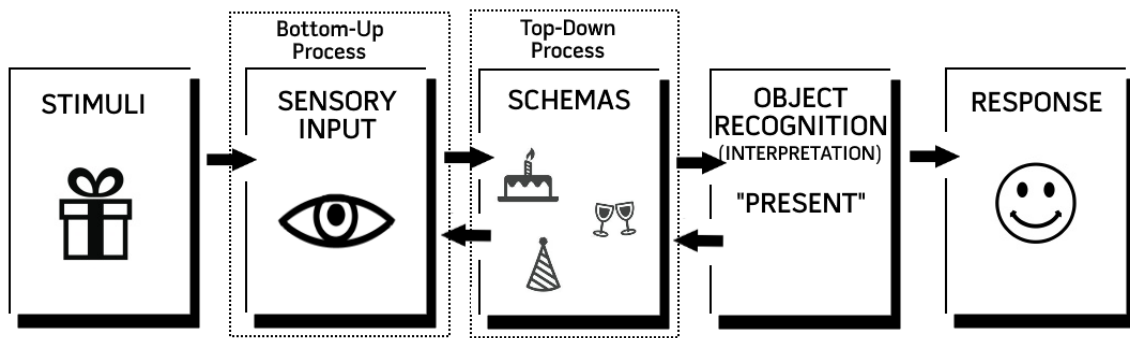 Bottom-Up
Process
Top-Down
Process
STIMULI
SENSORY
INPUT
SCHEMAS
OBJECT
RECOGNITION
(INTERPRETATION)
"PRESENT"
RESPONSE